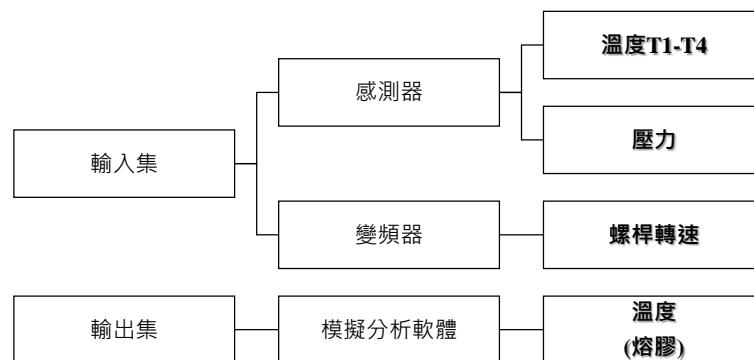 溫度T1-T4
感測器
壓力
輸入集
變頻器
螺桿轉速
輸出集
模擬分析軟體
溫度
(熔膠)